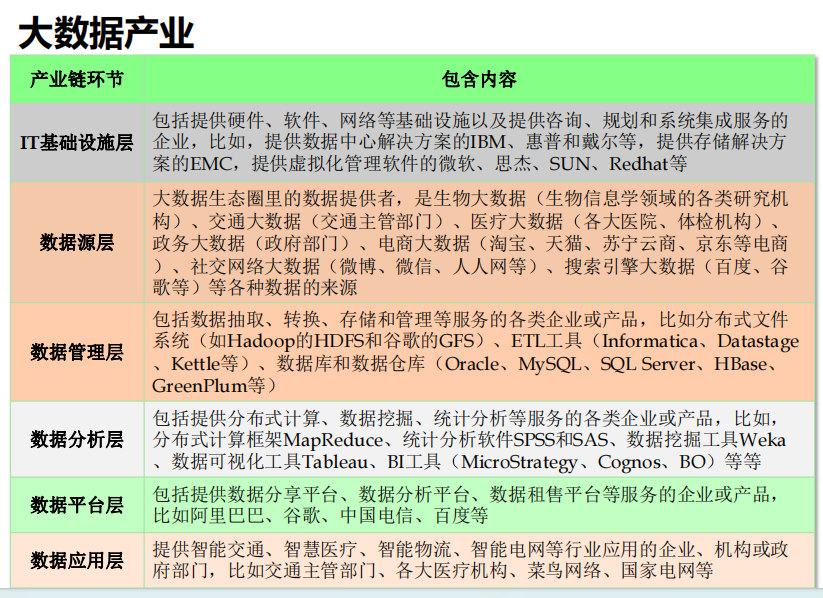 大数据产业
产业链环节
包含内容
IT基础设施层
包括提供硬件、软件、网络等基础设施以及提供咨询、规划和系统集成服务的
企业，比如，提供数据中心解决方案的IBM、惠普和戴尔等，提供存储解决方
案的EMC，提供虚拟化管理软件的微软、思杰、SUN、Redhat等
数据源层
大数据生态圈里的数据提供者，是生物大数据（生物信息学领域的各类研究机
构）、交通大数据（交通主管部门）、医疗大数据（各大医院、体检机构）、
政务大数据（政府部门）、电商大数据（淘宝、天猫、苏宁云商、京东等电商
）、社交网络大数据（微博、微信、人人网等）、搜索引擎大数据（百度、谷
歌等）等各种数据的来源
数据管理层
包括数据抽取、转换、存储和管理等服务的各类企业或产品，比如分布式文件
系统（如Hadoop的HDFS和谷歌的GFS）、ETL工具（Informatica、Datastage
、Kettle等）、数据库和数据仓库（Oracle、MySQL、SQL Server、HBase、
GreenPlum等）
数据分析层
包括提供分布式计算、数据挖掘、统计分析等服务的各类企业或产品，比如，
分布式计算框架MapReduce、统计分析软件SPSS和SAS、数据挖掘工具Weka
、数据可视化工具Tableau、BI工具（MicroStrategy、Cognos、BO）等等
数据平台层
包括提供数据分享平台、数据分析平台、数据租售平台等服务的企业或产品，
比如阿里巴巴、谷歌、中国电信、百度等
数据应用层
提供智能交通、智慧医疗、智能物流、智能电网等行业应用的企业、机构或政
府部门，比如交通主管部门、各大医疗机构、菜鸟网络、国家电网等